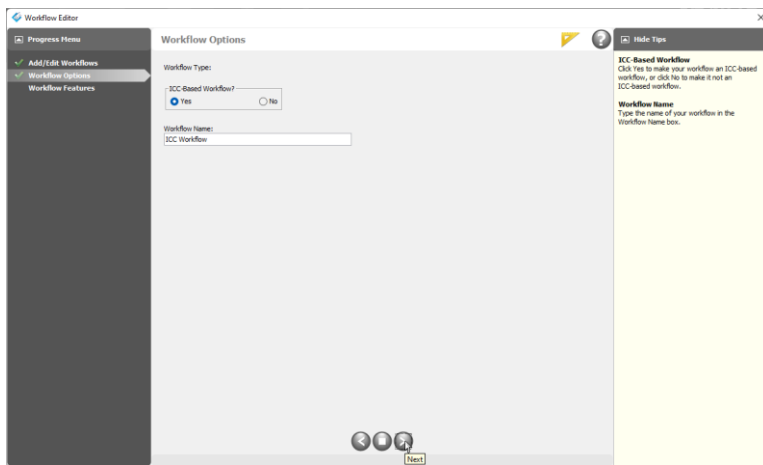 Workflow Editor
Progress Menu
Add/Edit Workflows
Workflow Options
Workflow Features
Workflow Options
?
Workflow Type:
ICC-Based Workflow?
Yes
No
Workflow Name:
ICC Workflow
Next
Hide Tips
ICC-Based Workflow
Click Yes to make your workflow an ICC-based
workflow, or click No to make it not an
ICC-based workflow.
Workflow Name
Type the name of your workflow in the
Workflow Name box.